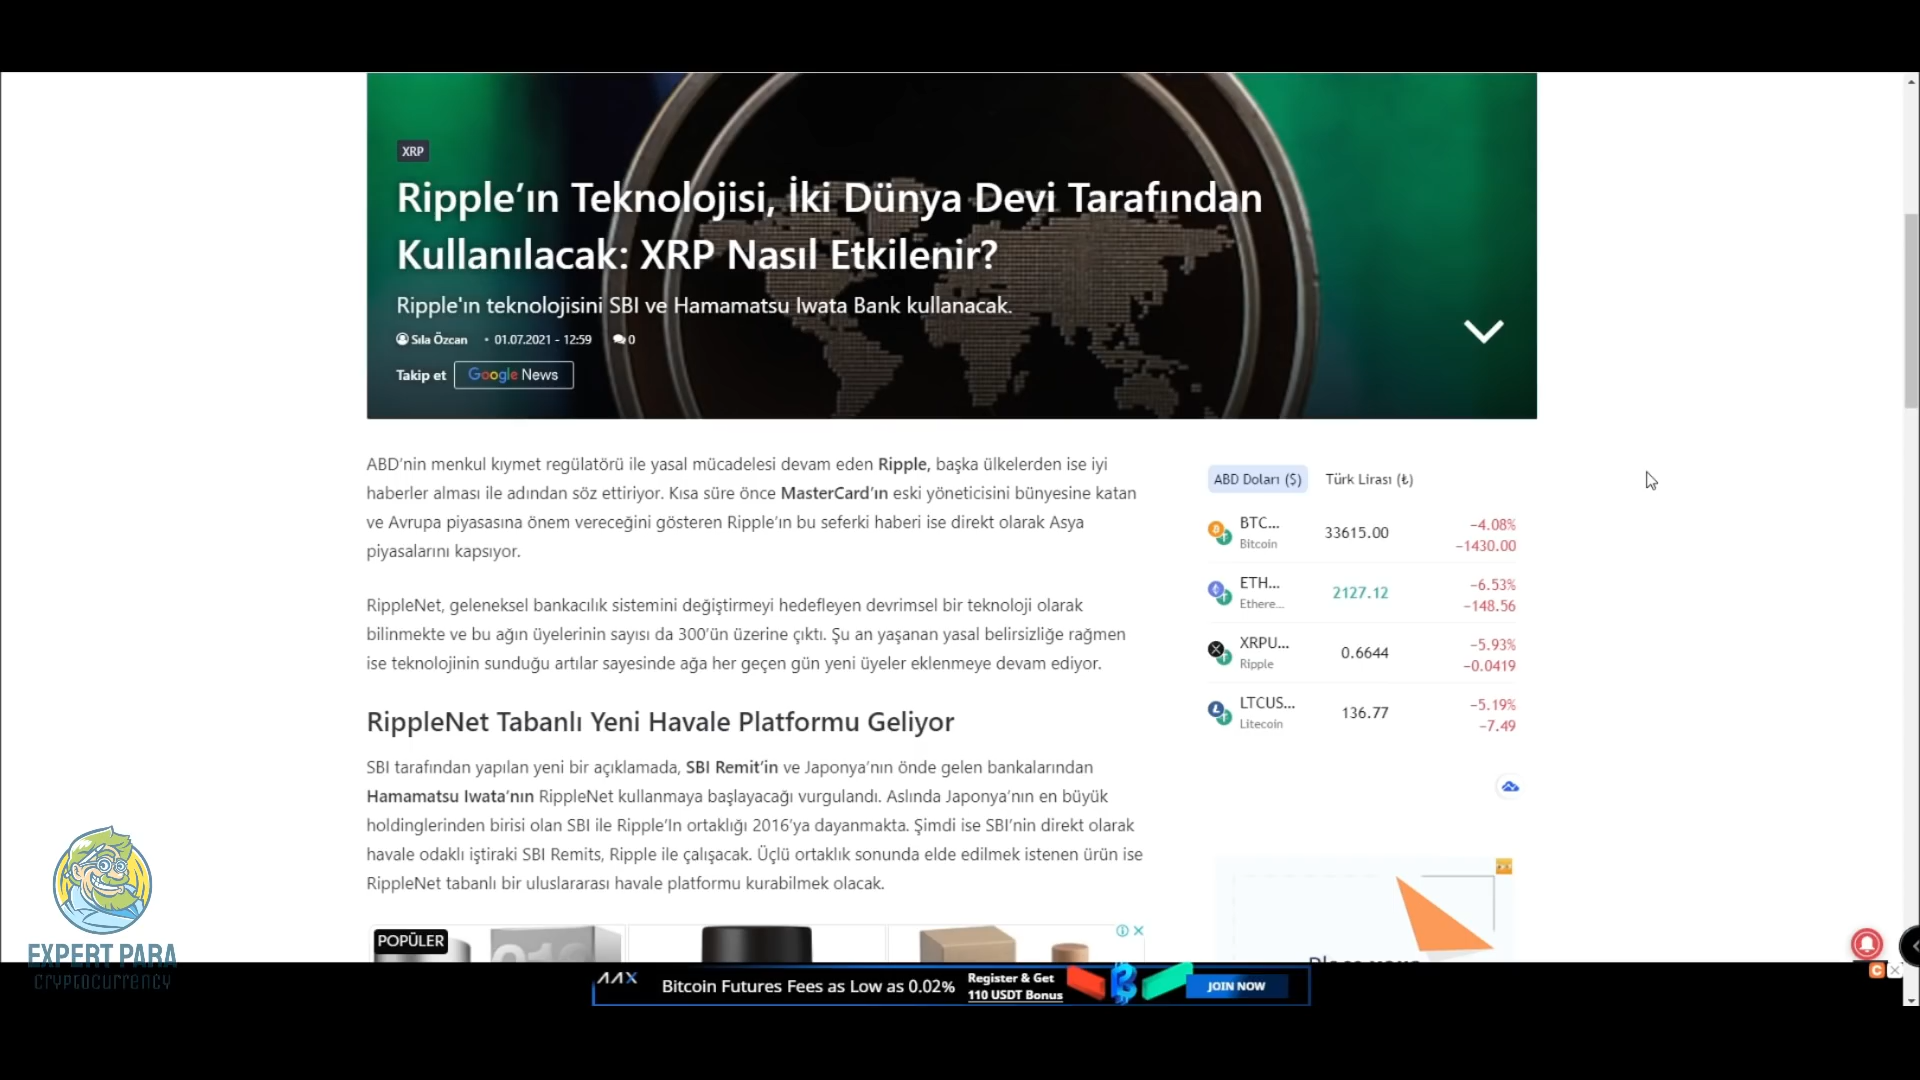 XRP
Ripple’ın Teknolojisi, İki Dünya Devi Tarafından
Kullanılacak: XRP Nasıl Etkilenir?
Ripple'ın teknolojisini SBI ve Hamamatsu Iwata Bank kullanacak.
Sıla Özcan • 01.07.2021 - 12:59 0
Takip et Google News
ABD’nin menkul kıymet regülatörü ile yasal mücadelesi devam eden Ripple, başka ülkelerden ise iyi
haberler alması ile adından söz ettiriyor. Kısa süre önce MasterCard’ın eski yöneticisini bünyesine katan
ve Avrupa piyasasına önem vereceğini gösteren Ripple’ın bu seferki haberi ise direkt olarak Asya
piyasalarını kapsıyor.
RippleNet, geleneksel bankacılık sistemini değiştirmeyi hedefleyen devrimsel bir teknoloji olarak
bilinmekte ve bu ağın üyelerinin sayısı da 300’ün üzerine çıktı. Şu an yaşanan yasal belirsizliğe rağmen
ise teknolojinin sunduğu artılar sayesinde ağa her geçen gün yeni üyeler eklenmeye devam ediyor.
RippleNet Tabanlı Yeni Havale Platformu Geliyor
SBI tarafından yapılan yeni bir açıklamada, SBI Remit’in ve Japonya’nın önde gelen bankalarından
Hamamatsu Iwata’nın RippleNet kullanmaya başlayacağı vurgulandı. Aslında Japonya’nın en büyük
holdinglerinden birisi olan SBI ile Ripple’In ortaklığı 2016’ya dayanmakta. Şimdi ise SBI’nin direkt olarak
havale odaklı iştiraki SBI Remits, Ripple ile çalışacak. Üçlü ortaklık sonunda elde edilmek istenen ürün ise
RippleNet tabanlı bir uluslararası havale platformu kurabilmek olacak.
ABD Doları ($) Türk Lirası (₺)
BTC... 33615.00 −4.08%
Bitcoin −1430.00
ETH... 2127.12 −6.53%
Ethere... −148.56
XRPU... 0.6644 −5.93%
Ripple −0.0419
LTCUS... 136.77 −5.19%
Litecoin −7.49
POPÜLER
EXPERT PARA
CRYPTOCURRENCY
AAX Bitcoin Futures Fees as Low as 0.02% Register & Get
110 USDT Bonus
JOIN NOW